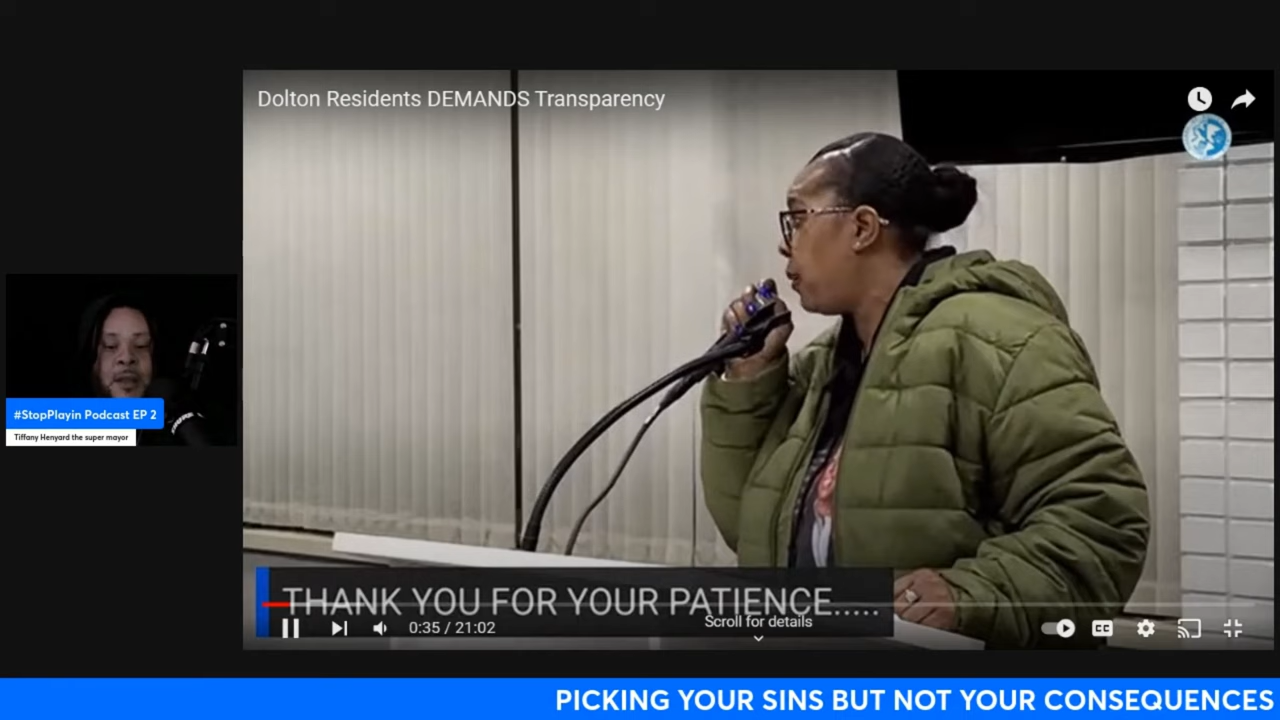 Dolton Residents DEMANDS Transparency
#StopPlayin Podcast EP 2
Tiffany Henyard the super mayor
THANK YOU FOR YOUR PATIENCE.....
Scroll for details
0:35 / 21:02
CC
PICKING YOUR SINS BUT NOT YOUR CONSEQUENCES